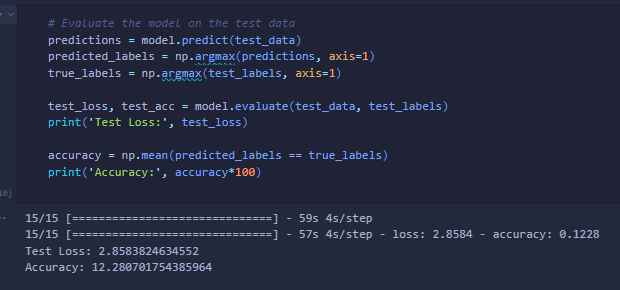 # Evaluate the model on the test data
predictions = model.predict(test_data)
predicted_labels = np.argmax(predictions, axis=1)
true_labels = np.argmax(test_labels, axis=1)
test_loss, test_acc = model.evaluate(test_data, test_labels)
print('Test Loss:', test_loss)
accuracy = np.mean(predicted_labels == true_labels)
print('Accuracy:', accuracy*100)
15/15 [==============================] - 59s 4s/step
15/15 [==============================] - 57s 4s/step - loss: 2.8584 - accuracy: 0.1228
Test Loss: 2.8583824634552
Accuracy: 12.280701754385964